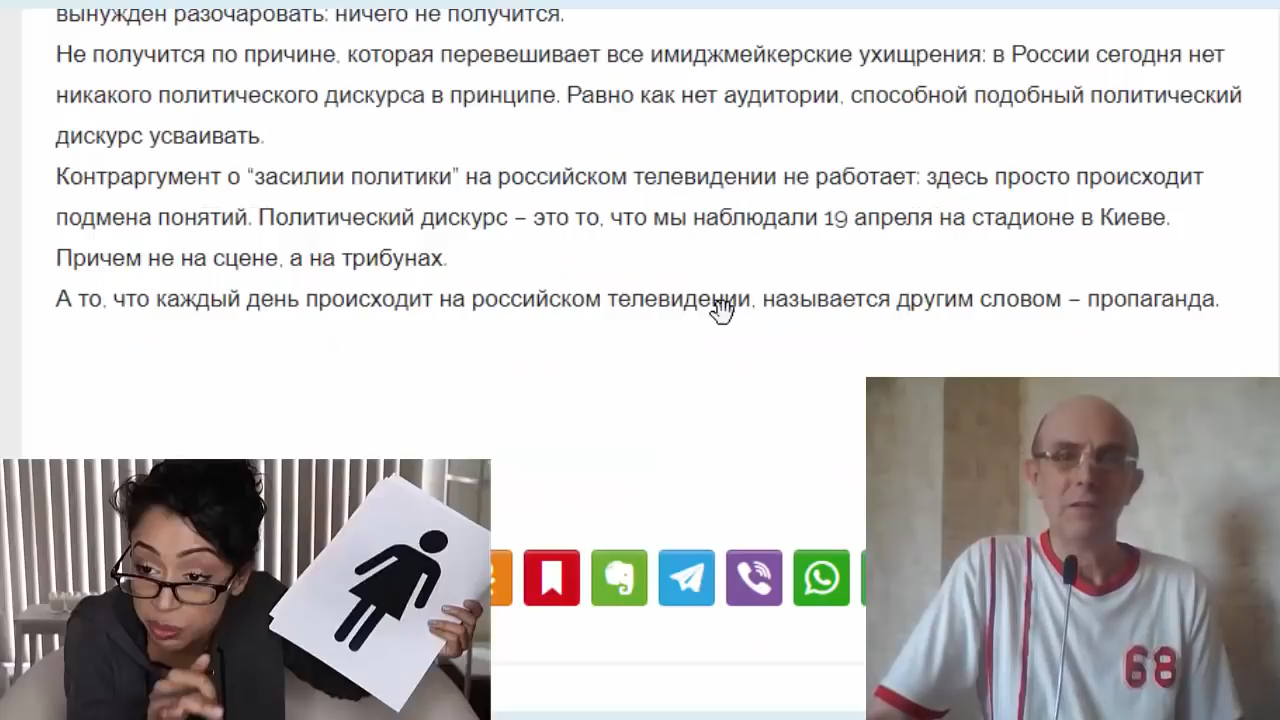 вынужден разочаровать: ничего не получится.
Не получится по причине, которая перевешивает все имиджмейкерские ухищрения: в России сегодня нет
никакого политического дискурса в принципе. Равно как нет аудитории, способной подобный политический
дискурс усваивать.
Контраргумент о “засилии политики” на российском телевидении не работает: здесь просто происходит
подмена понятий. Политический дискурс – это то, что мы наблюдали 19 апреля на стадионе в Киеве.
Причем не на сцене, а на трибунах.
А то, что каждый день происходит на российском телевидении, называется другим словом – пропаганда.
68